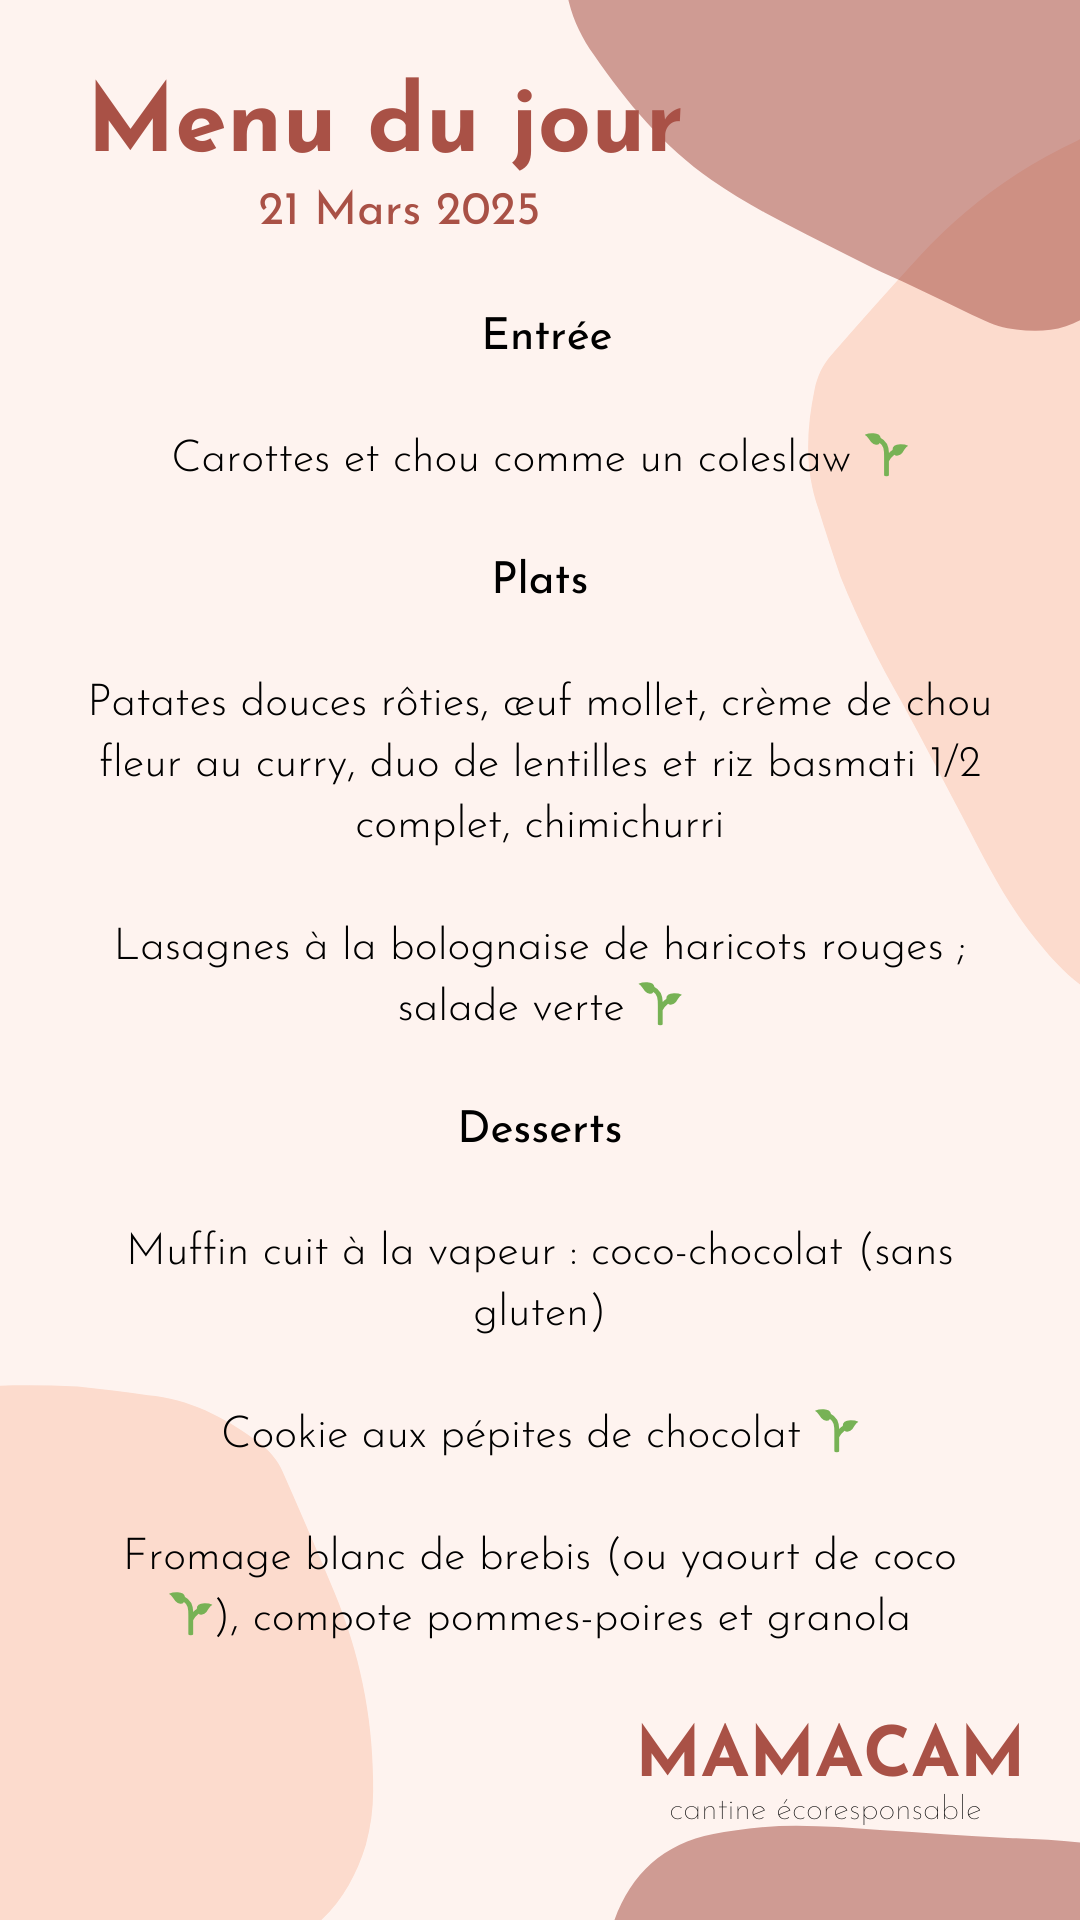 Menu du jour
21 Mars 2025
Entrée
Carottes et chou comme un coleslaw 🌱
Plats
Patates douces rôties, œuf mollet, crème de chou
fleur au curry, duo de lentilles et riz basmati 1/2
complet, chimichurri
Lasagnes à la bolognaise de haricots rouges ;
salade verte 🌱
Desserts
Muffin cuit à la vapeur : coco-chocolat (sans
gluten)
Cookie aux pépites de chocolat 🌱
Fromage blanc de brebis (ou yaourt de coco
🌱), compote pommes-poires et granola
MAMACAM
cantine écoresponsable